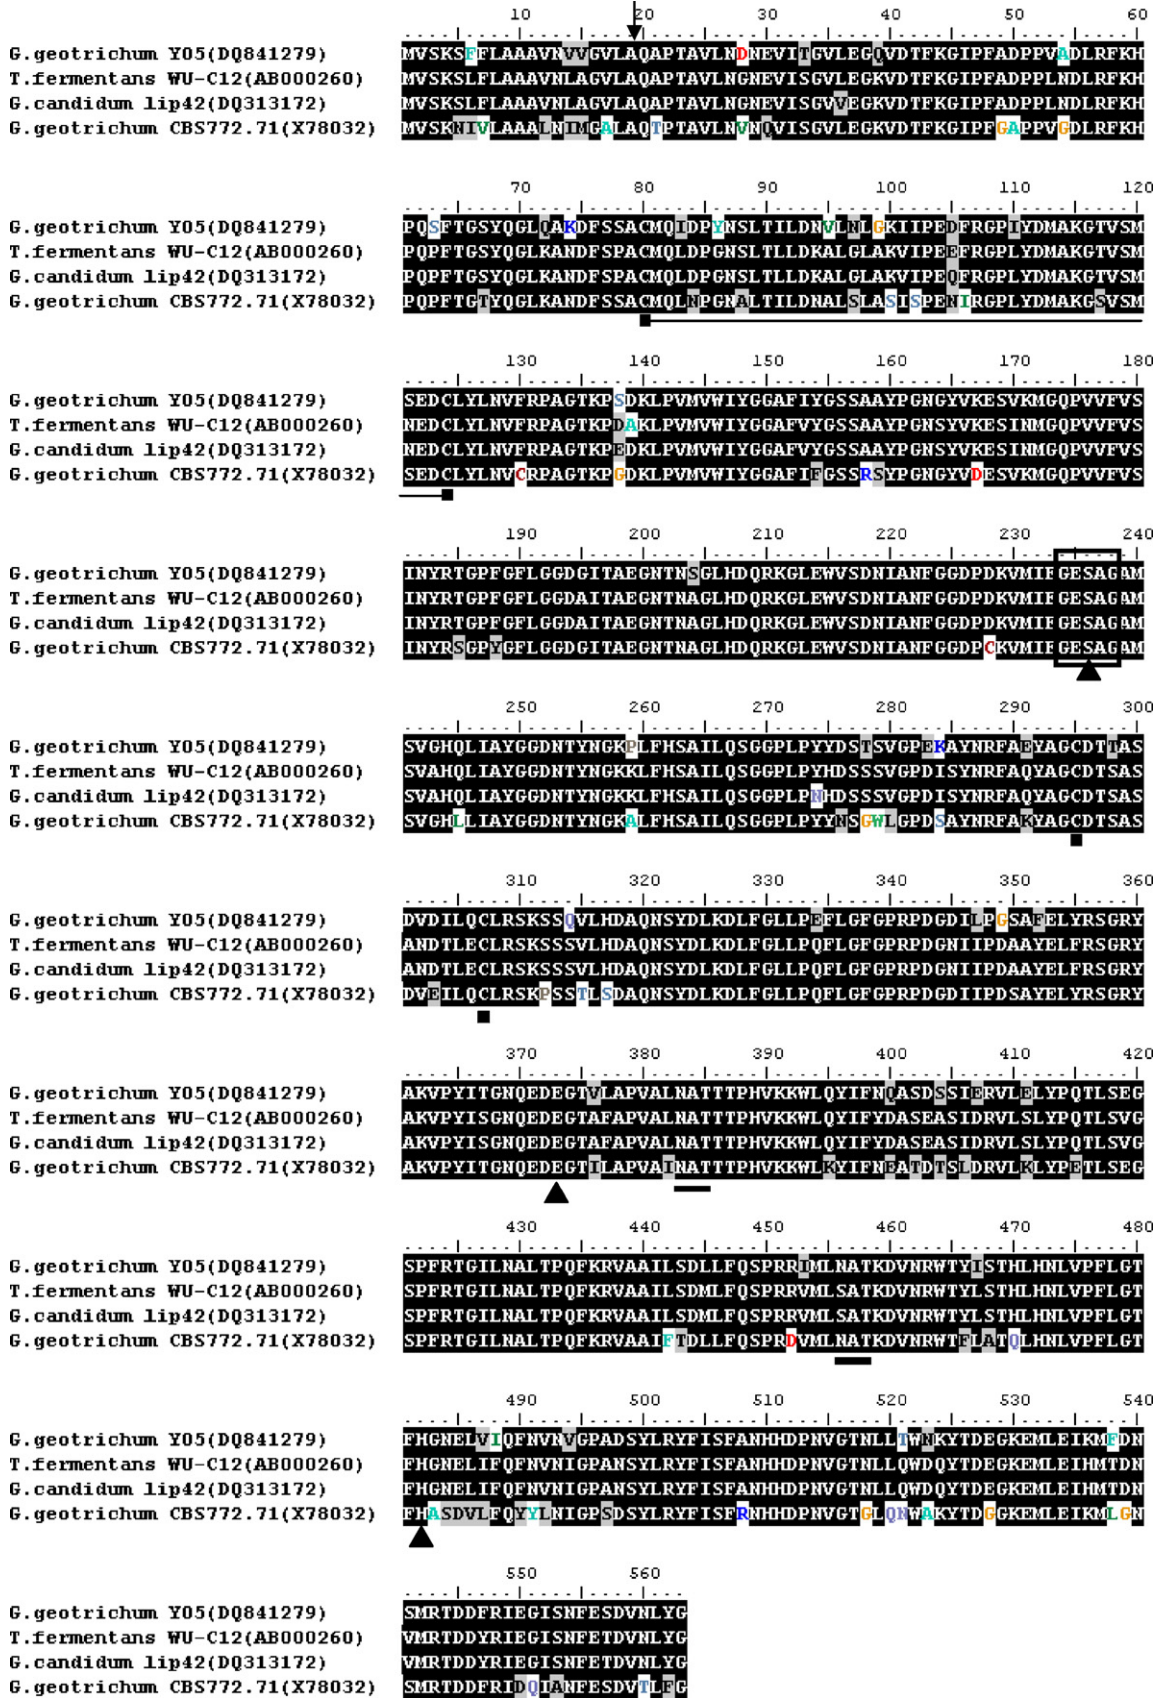 10 20 30 40 50 60
G.geotrichum Y05(DQ841279) MVSKSFFLAAAVNVVGVLAQAPTAVLNDNEVITGVLEGQVDTFKGIPFADPPVADLRFKH
T.fermentans WU-C12(AB000260) MVSKSLFLAAAVNLAGVLAQAPTAVLNGNEVISGVLEGKVDTFKGIPFADPPLNDLRFKH
G.candidum lip42(DQ313172) MVSKSLFLAAAVNLAGVLAQAPTAVLNGNEVISGVVEGKVDTFKGIPFADPPLNDLRFKH
G.geotrichum CBS772.71(X78032) MVSKNIVLAAALNIMGALAQTPTAVLNVNQVISGVLEGKVDTFKGIPFGAPPVGDLRFKH
70 80 90 100 110 120
G.geotrichum Y05(DQ841279) PQSFTGSYQGLQAKDFSSACMQIDPYNSLTILDNVLNLGKIIPEDFRGPIYDMAKGTVSM
T.fermentans WU-C12(AB000260) PQPFTGSYQGLKANDFSSACMQLDPGNSLTLLDKALGLAKVIPEEFRGPLYDMAKGTVSM
G.candidum lip42(DQ313172) PQPFTGSYQGLKANDFSSACMQLDPGNSLTLLDKALGLAKVIPEQFRGPLYDMAKGTVSM
G.geotrichum CBS772.71(X78032) PQPFTGTYQGLKANDFSSACMQLNPGNALTILDNALSLASISPENIRGPLYDMAKGSVSM
130 140 150 160 170 180
G.geotrichum Y05(DQ841279) SEDCLYLNVFRPAGTKPSDKLPVMVWIYGGAFIYGSSAAYPGNGYVKESVKMGQPVVFVS
T.fermentans WU-C12(AB000260) NEDCLYLNVFRPAGTKPDAKLPVMVWIYGGAFVYGSSAAYPGNSYVKESINMGQPVVFVS
G.candidum lip42(DQ313172) NEDCLYLNVFRPAGTKPEDKLPVMVWIYGGAFVYGSSAAYPGNSYVKESINMGQPVVFVS
G.geotrichum CBS772.71(X78032) SEDCLYLNVCRPAGTKPGDKLPVMVWIYGGAFIFGSSRSYPGNGYVDESVKMGQPVVFVS
190 200 210 220 230 240
G.geotrichum Y05(DQ841279) INYRTGPFGFLGGDGITAEGNTNSGLHDQRKGLEWVSDNIANFGGDPDKVMIFGESAGAM
T.fermentans WU-C12(AB000260) INYRTGPFGFLGGDAITAEGNTNAGLHDQRKGLEWVSDNIANFGGDPDKVMIFGESAGAM
G.candidum lip42(DQ313172) INYRTGPFGFLGGDAITAEGNTNAGLHDQRKGLEWVSDNIANFGGDPDKVMIFGESAGAM
G.geotrichum CBS772.71(X78032) INYRSGPYGFLGGDGITAEGNTNAGLHDQRKGLEWVSDNIANFGGDPCKVMIFGESAGAM
250 260 270 280 290 300
G.geotrichum Y05(DQ841279) SVGHQLIAYGGDNTYNGKPLFHSAILQSGGPLPYYDSTSVGPEKAYNRFAEYAGCDTTAS
T.fermentans WU-C12(AB000260) SVAHQLIAYGGDNTYNGKKLFHSAILQSGGPLPYHDSSSVGPDISYNRFAQYAGCDTSAS
G.candidum lip42(DQ313172) SVAHQLIAYGGDNTYNGKKLFHSAILQSGGPLPNHDSSSVGPDISYNRFAQYAGCDTSAS
G.geotrichum CBS772.71(X78032) SVGHLLIAYGGDNTYNGKALFHSAILQSGGPLPYYNSGWLGPDSAYNRFAKYAGCDTSAS
310 320 330 340 350 360
G.geotrichum Y05(DQ841279) DVDILQCLRSKSSQVLHDAQNSYDLKDLFGLLPEFLGFGPRPDGDILPGSAFELYRSGRY
T.fermentans WU-C12(AB000260) ANDTLECLRSKSSSVLHDAQNSYDLKDLFGLLPQFLGFGPRPDGNIIPDAAYELFRSGRY
G.candidum lip42(DQ313172) ANDTLECLRSKSSSVLHDAQNSYDLKDLFGLLPQFLGFGPRPDGNIIPDAAYELFRSGRY
G.geotrichum CBS772.71(X78032) DVEILQCLRSKPSSTLSDAQNSYDLKDLFGLLPQFLGFGPRPDGDIIPDSAYELYRSGRY
370 380 390 400 410 420
G.geotrichum Y05(DQ841279) AKVPYITGNQEDEGTVLAPVALNATTTPHVKKWLQYIFNQASDSSIERVLELYPQTLSEG
T.fermentans WU-C12(AB000260) AKVPYISGNQEDEGTAFAPVALNATTTPHVKKWLQYIFYDASEASIDRVLSLYPQTLSVG
G.candidum lip42(DQ313172) AKVPYISGNQEDEGTAFAPVALNATTTPHVKKWLQYIFYDASEASIDRVLSLYPQTLSVG
G.geotrichum CBS772.71(X78032) AKVPYITGNQEDEGTILAPVAINATTTPHVKKWLKYIFNEATDTSLDRVLKLYPETLSEG
430 440 450 460 470 480
G.geotrichum Y05(DQ841279) SPFRTGILNALTPQFKRVAAILSDLLFQSPRRIMLNATKDVNRWTYISTHLHNLVPFLGT
T.fermentans WU-C12(AB000260) SPFRTGILNALTPQFKRVAAILSDMLFQSPRRVMLSATKDVNRWTYLSTHLHNLVPFLGT
G.candidum lip42(DQ313172) SPFRTGILNALTPQFKRVAAILSDMLFQSPRRVMLSATKDVNRWTYLSTHLHNLVPFLGT
G.geotrichum CBS772.71(X78032) SPFRTGILNALTPQFKRVAAIFTDLLFQSPRDVMLNATKDVNRWTFLATQLHNLVPFLGT
490 500 510 520 530 540
G.geotrichum Y05(DQ841279) FHGNELVIQFNVNVGPADSYLRYFISFANHHDPNVGTNLLTWNKYTDEGKEMLEIKMFDN
T.fermentans WU-C12(AB000260) FHGNELIFQFNVNIGPANSYLRYFISFANHHDPNVGTNLLQWDQYTDEGKEMLEIHMTDN
G.candidum lip42(DQ313172) FHGNELIFQFNVNIGPANSYLRYFISFANHHDPNVGTNLLQWDQYTDEGKEMLEIHMTDN
G.geotrichum CBS772.71(X78032) FHASDVLFQYYLNIGPSDSYLRYFISFRNHHDPNVGTGLQNWAKYTDGGKEMLEIKMLGN
550 560
G.geotrichum Y05(DQ841279) SMRTDDFRIEGISNFESDVNLYG
T.fermentans WU-C12(AB000260) VMRTDDYRIEGISNFETDVNLYG
G.candidum lip42(DQ313172) VMRTDDYRIEGISNFETDVNLYG
G.geotrichum CBS772.71(X78032) SMRTDDFRIDQIANFESDVTLFG